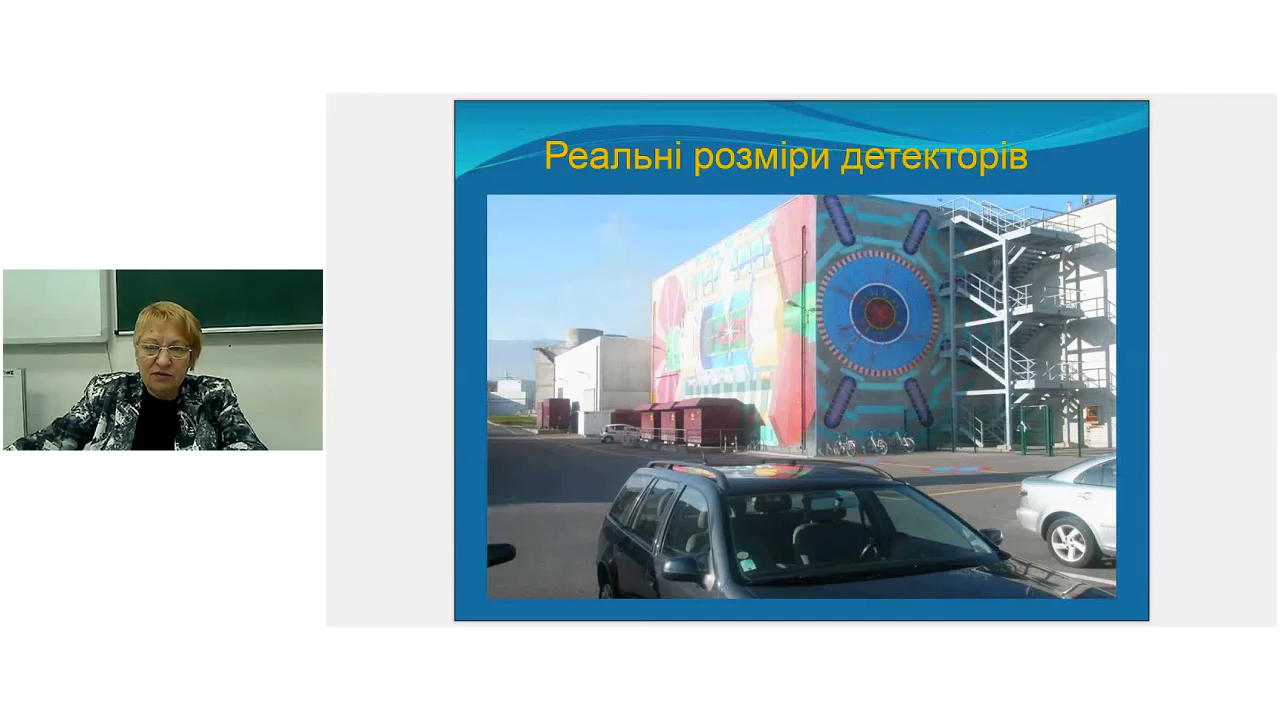 Реальні розміри детекторів